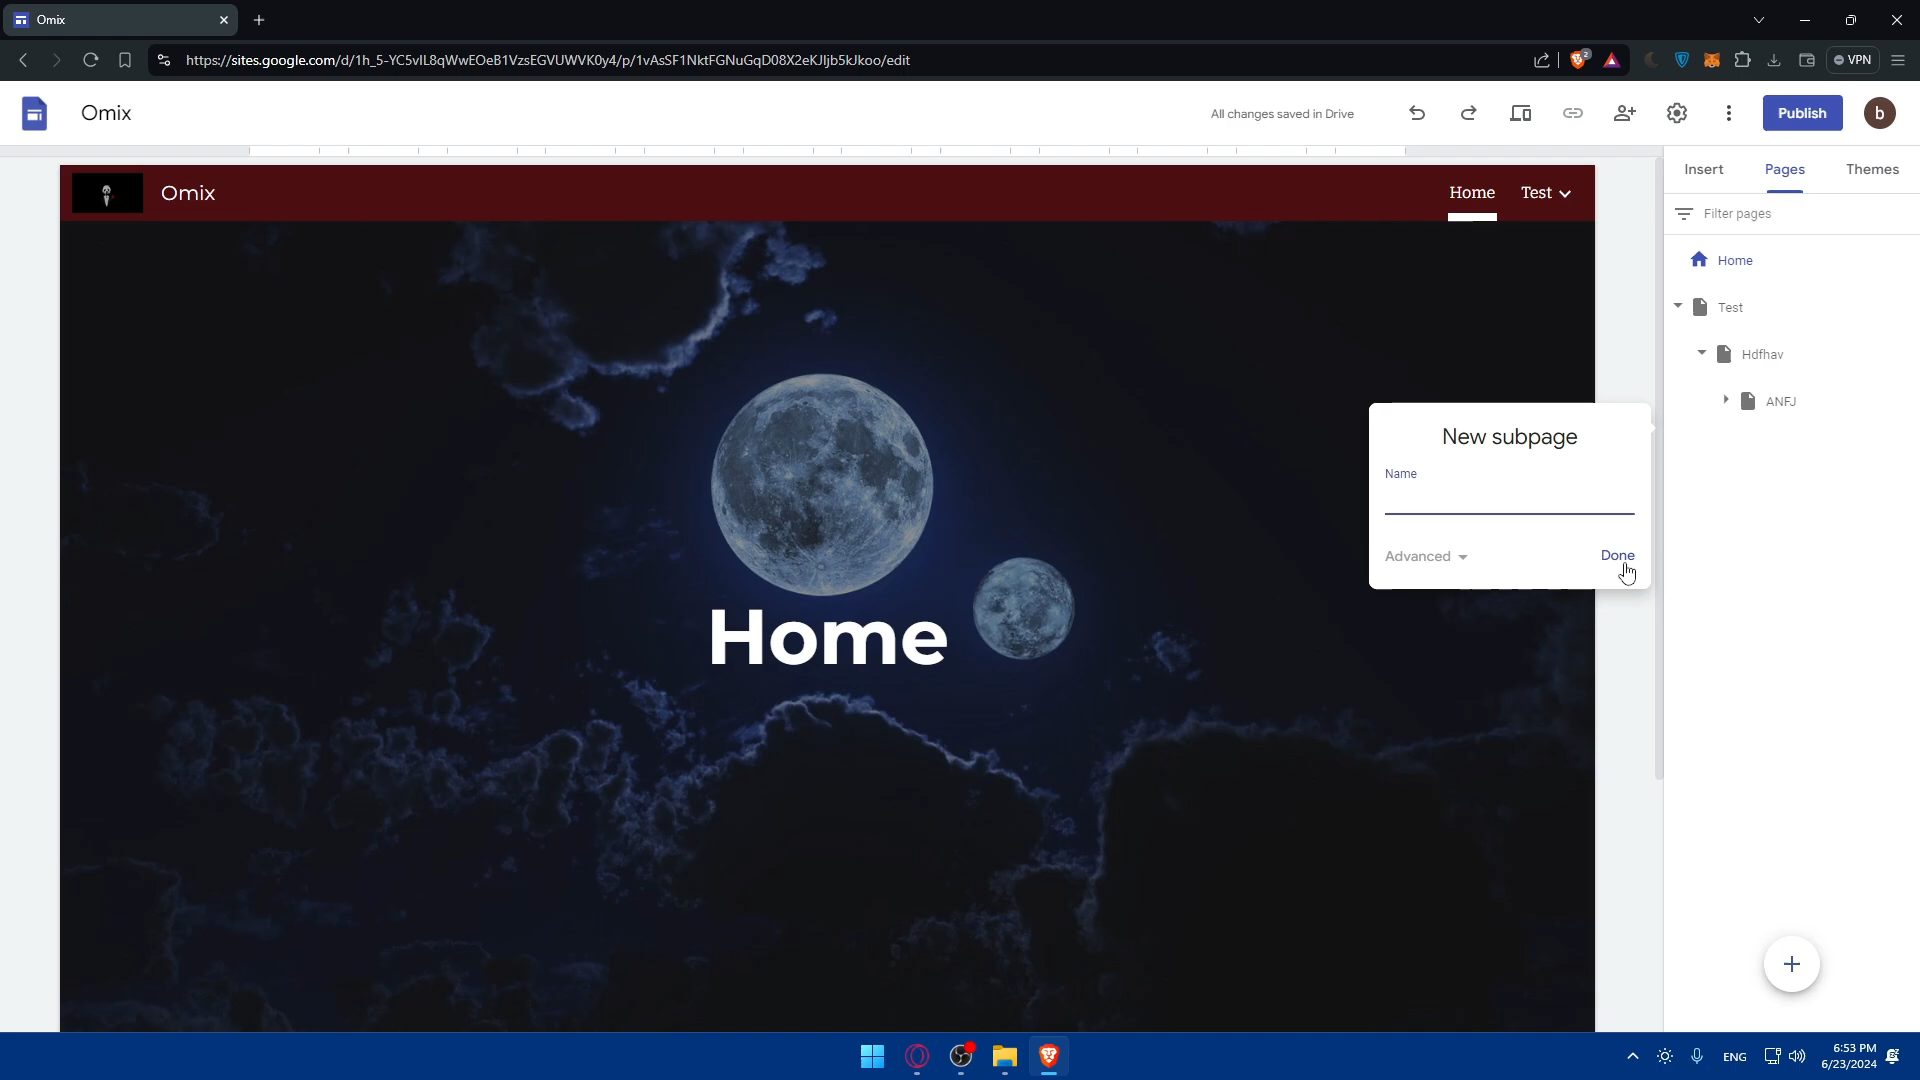 Omix
https://sites.google.com/d/1h_5-YC5vIL8qWwEOeB1VzsEGVUWVK0y4/p/1vAsSF1NktFGNuGqD08X2eKJIjb5kJkoo/edit
2
VPN
Omix
All changes saved in Drive
Publish
b
Insert
Pages
Themes
Omix
Home
Test
Filter pages
Home
Test
Hdfhav
ANFJ
New subpage
Name
Advanced
Done
Home
ENG
6:53 PM
6/23/2024